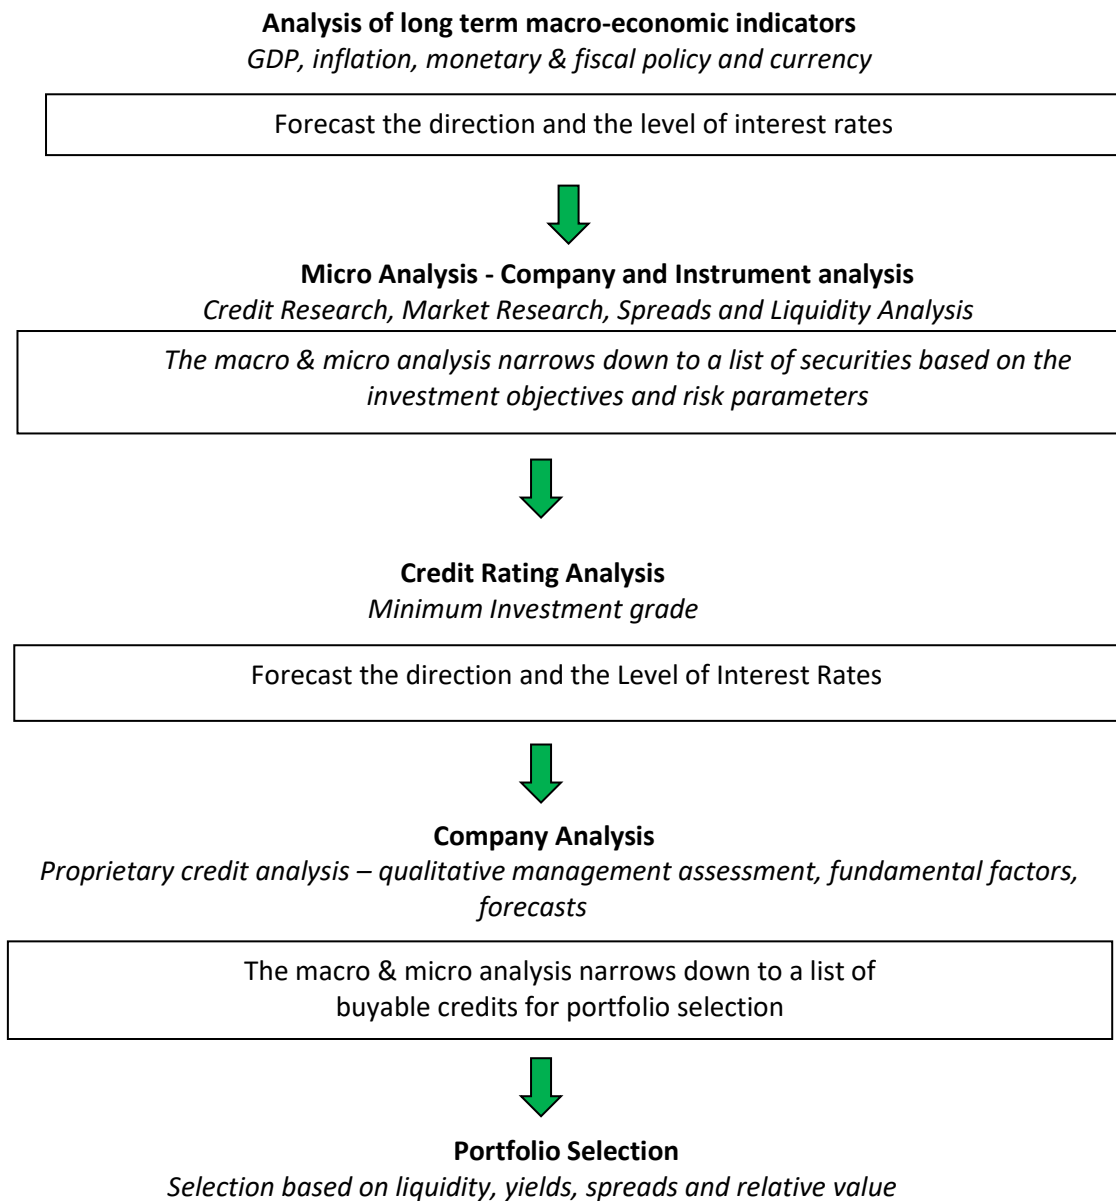 Analysis of long term macro-economic indicators
GDP, inflation, monetary & fiscal policy and currency
Forecast the direction and the level of interest rates
Micro Analysis - Company and Instrument analysis
Credit Research, Market Research, Spreads and Liquidity Analysis
The macro & micro analysis narrows down to a list of securities based on the
investment objectives and risk parameters
Credit Rating Analysis
Minimum Investment grade
Forecast the direction and the Level of Interest Rates
Company Analysis
Proprietary credit analysis – qualitative management assessment, fundamental factors,
forecasts
The macro & micro analysis narrows down to a list of
buyable credits for portfolio selection
Portfolio Selection
Selection based on liquidity, yields, spreads and relative value